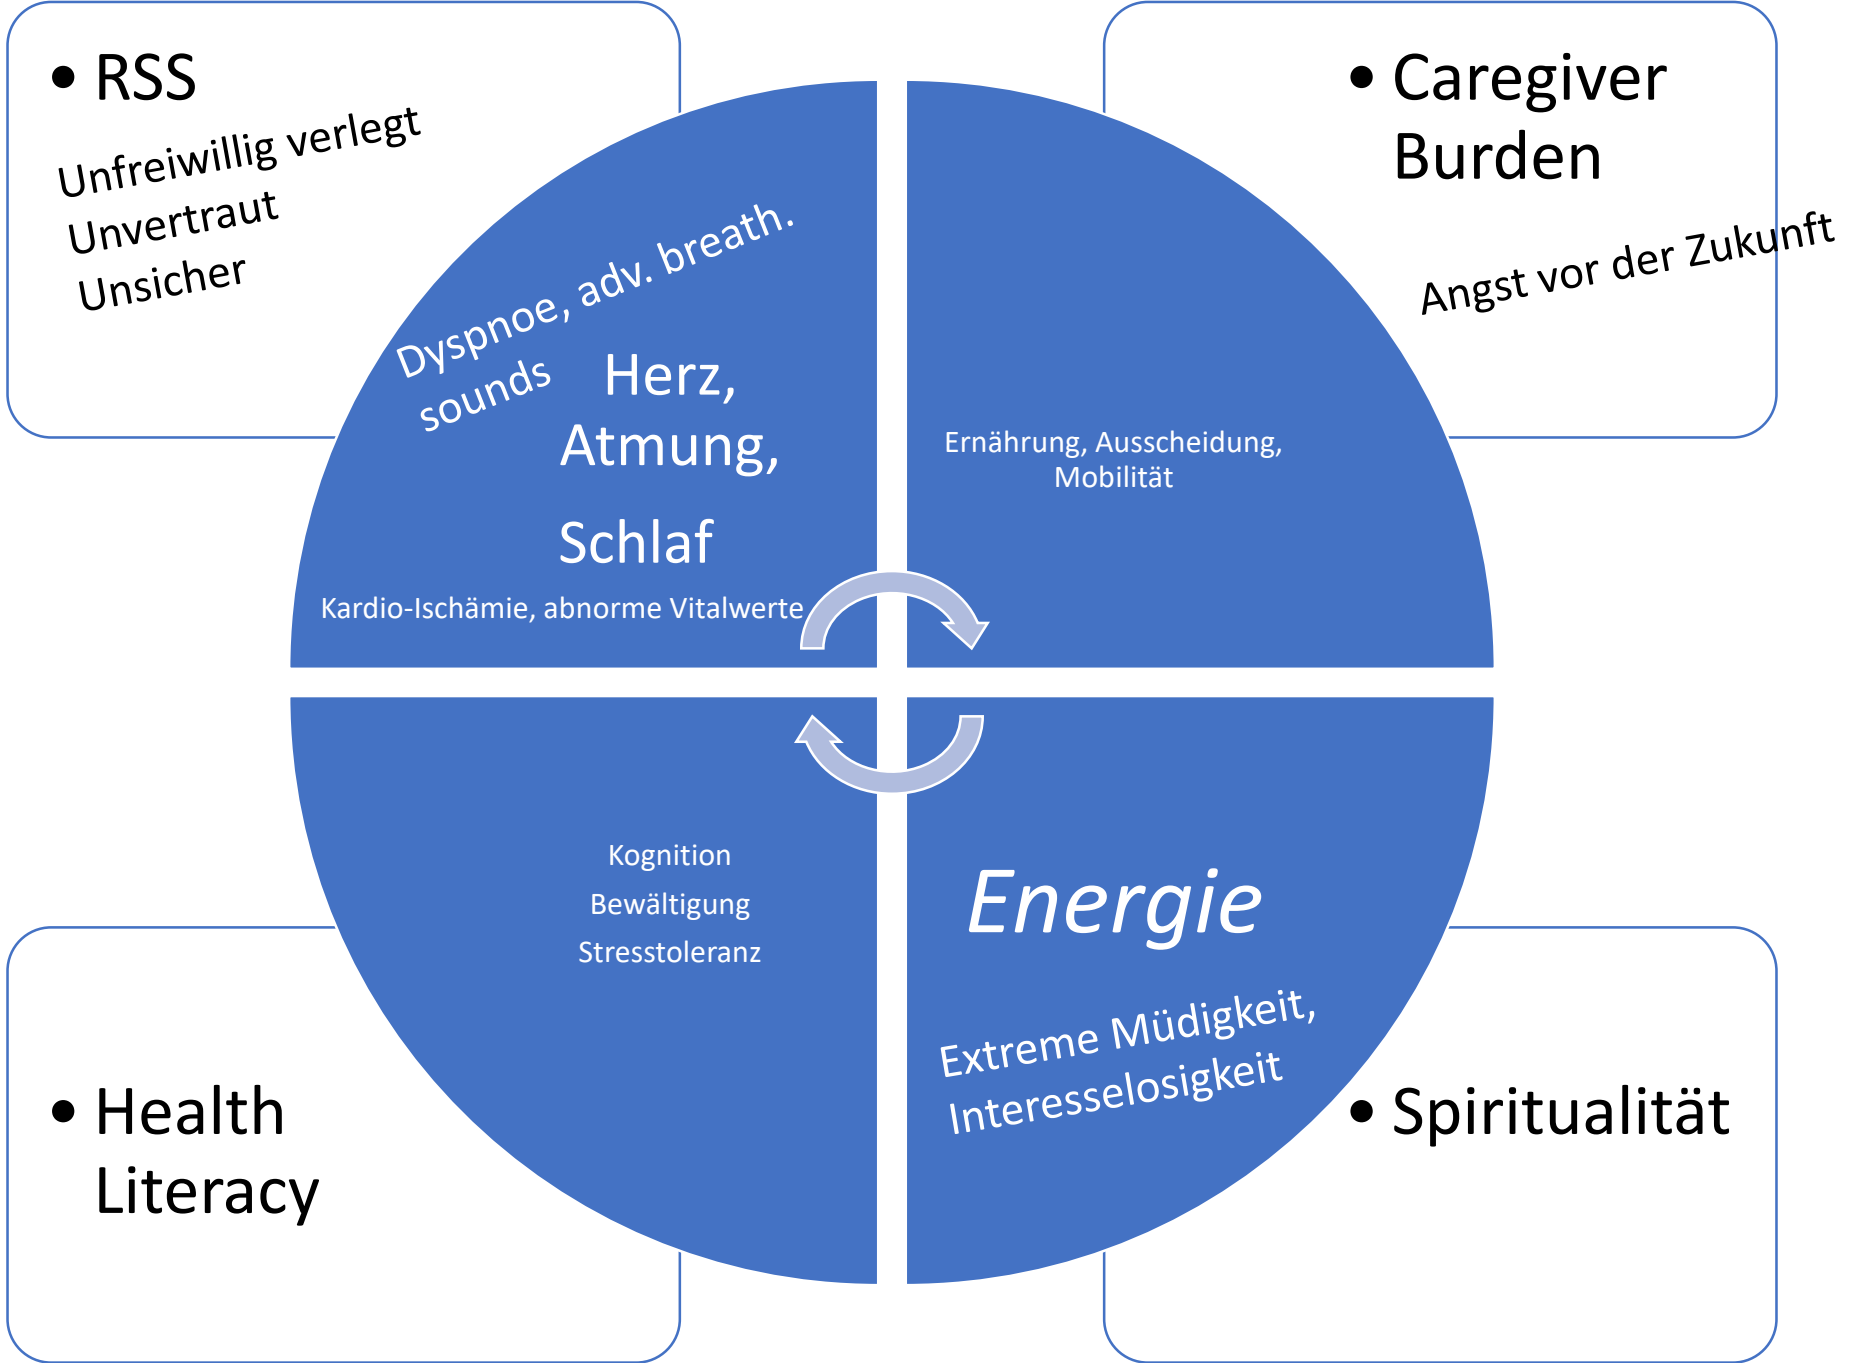 • RSS
Unfreiwillig verlegt
Unvertraut
Unsicher
• Caregiver
Burden
Angst vor der Zukunft
Dyspnoe, adv. breath.
sounds
Herz,
Atmung,
Schlaf
Kardio-Ischämie, abnorme Vitalwerte
Ernährung, Ausscheidung,
Mobilität
Kognition
Bewältigung
Stresstoleranz
Energie
Extreme Müdigkeit,
Interesselosigkeit
• Health
Literacy
• Spiritualität